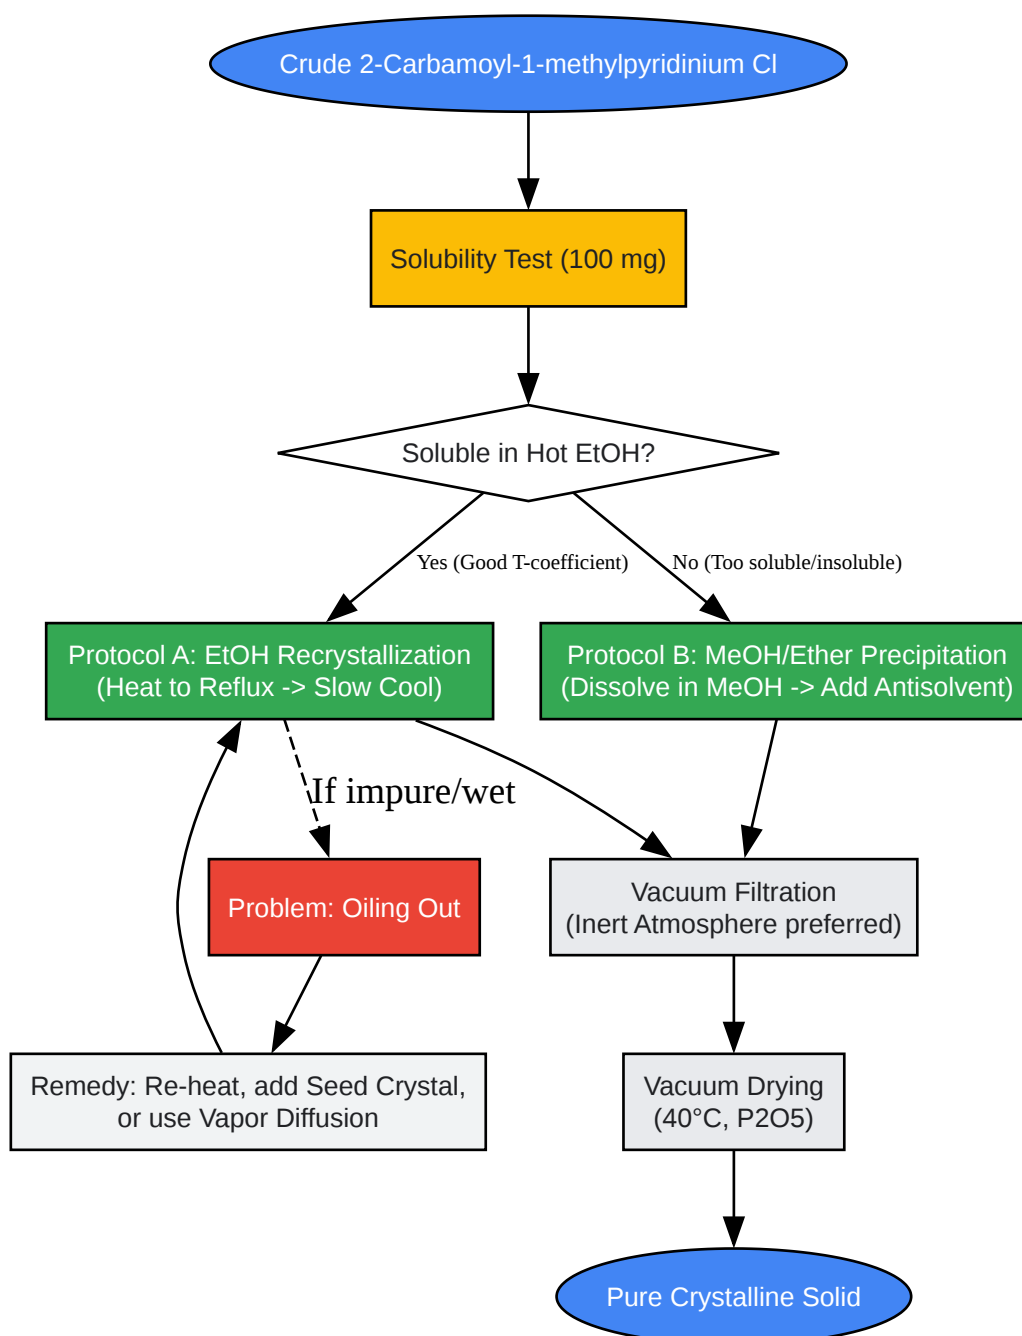 Crude 2-Carbamoyl-1-methylpyridinium Cl
Solubility Test (100 mg)
Soluble in Hot EtOH?
Yes (Good T-coefficient)
No (Too soluble/insoluble)
Protocol A: EtOH Recrystallization
(Heat to Reflux -> Slow Cool)
Protocol B: MeOH/Ether Precipitation
(Dissolve in MeOH -> Add Antisolvent)
If impure/wet
Problem: Oiling Out
Vacuum Filtration
(Inert Atmosphere preferred)
Remedy: Re-heat, add Seed Crystal,
or use Vapor Diffusion
Vacuum Drying
(40°C, P2O5)
Pure Crystalline Solid